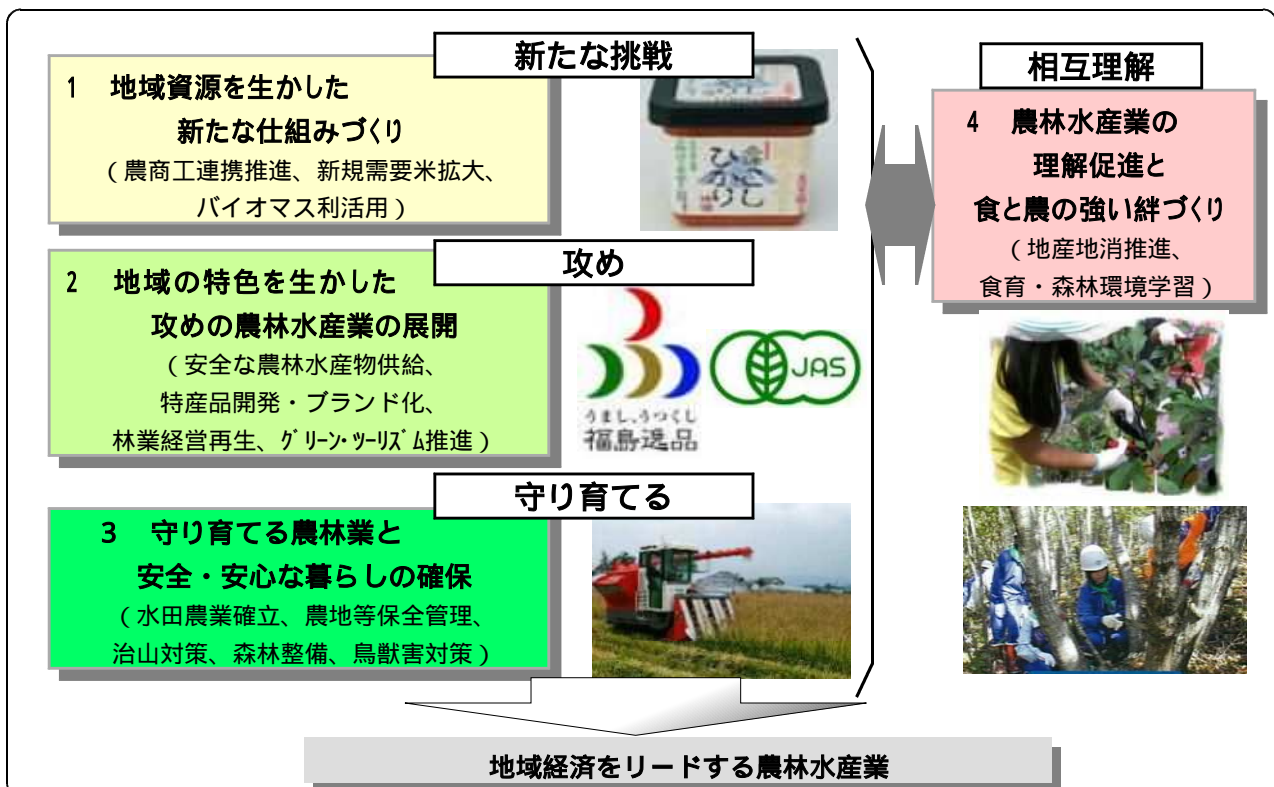 新たな挑戦
1 地域資源を生かした
新たな仕組みづくり
（農商工連携推進、新規需要米拡大、
バイオマス利活用）
攻め
2 地域の特色を生かした
攻めの農林水産業の展開
（安全な農林水産物供給、
特産品開発・ブランド化、
林業経営再生、グリーン・ツーリズム推進）
JAS
うまし、うつくし
福島逸品
守り育てる
3 守り育てる農林業と
安全・安心な暮らしの確保
（水田農業確立、農地等保全管理、
治山対策、森林整備、鳥獣害対策）
相互理解
4 農林水産業の
理解促進と
食と農の強い絆づくり
（地産地消推進、
食育・森林環境学習）
地域経済をリードする農林水産業